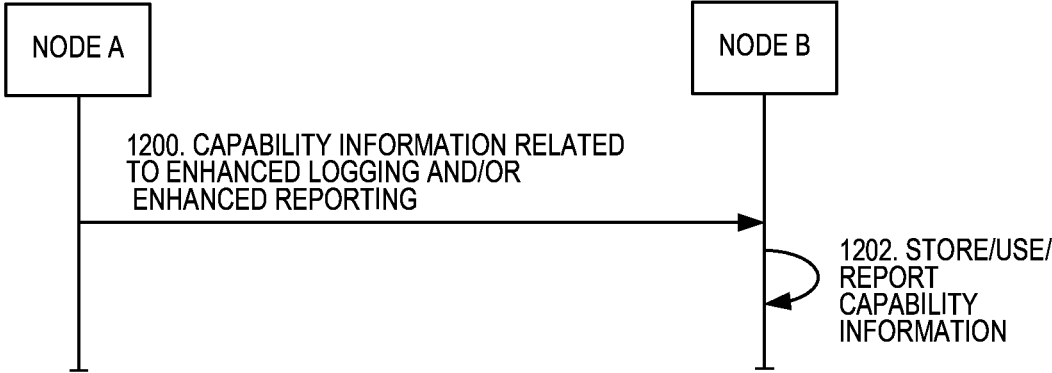 NODE A
NODE B
1200. CAPABILITY INFORMATION RELATED
TO ENHANCED LOGGING AND/OR
ENHANCED REPORTING
1202. STORE/USE/
REPORT
CAPABILITY
INFORMATION